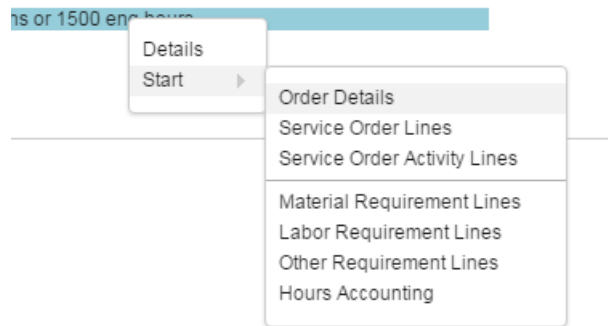 ns or 1500 eng hours
Details
Start
Order Details
Service Order Lines
Service Order Activity Lines
Material Requirement Lines
Labor Requirement Lines
Other Requirement Lines
Hours Accounting